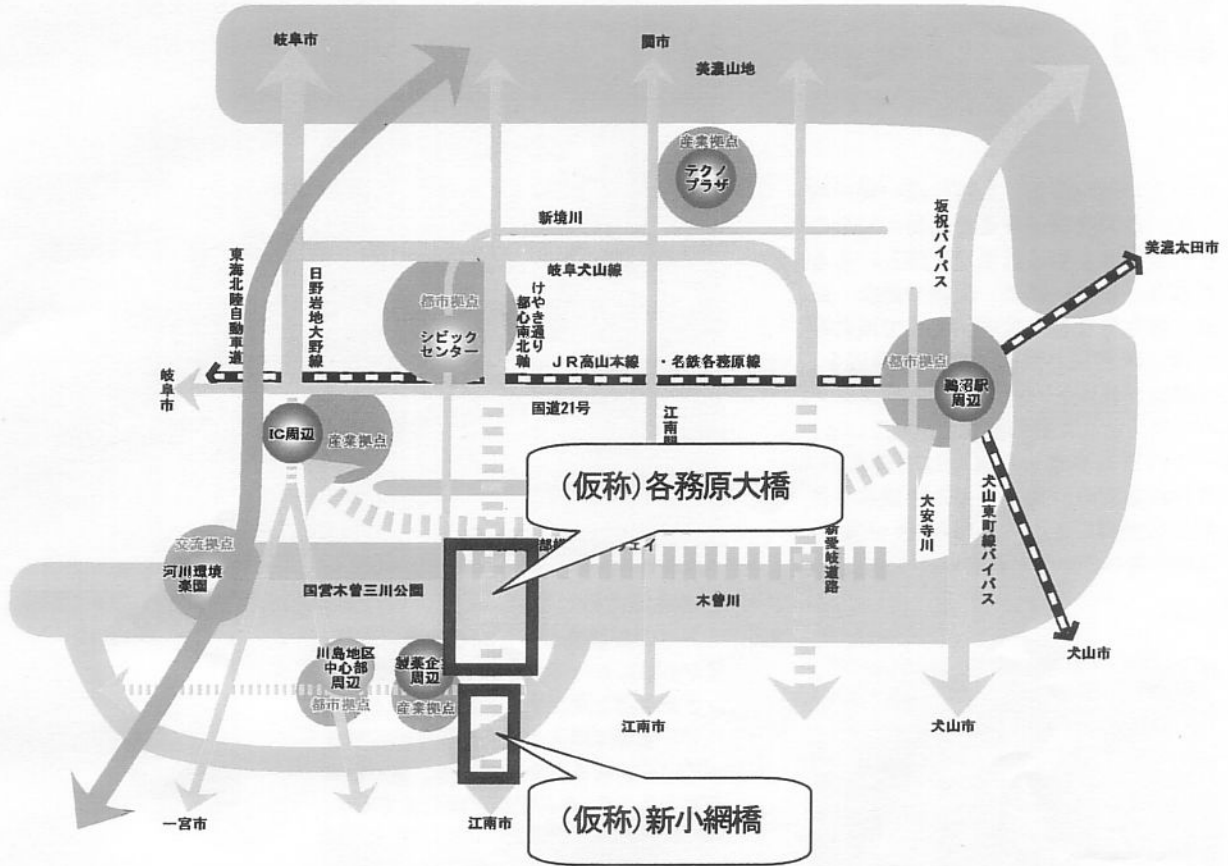 岐阜市
関市
美濃山地
産業拠点
テクノ
プラザ
新境川
坂祝バイパス
美濃太田市
東海北陸自動車道
日野岩地大野線
岐阜犬山線
都市拠点
シビック
センター
けやき通り
都心南北軸
JR高山本線 ・名鉄各務原線
都市拠点
鵜沼駅
周辺
岐阜市
国道21号
IC周辺
産業拠点
(仮称)各務原大橋
新愛岐道路
大安寺川
犬山東町線バイパス
交流拠点
河川環境
楽園
国営木曽三川公園
木曽川
川島地区
中心部
周辺
都市拠点
周辺
産業拠点
犬山市
江南市
犬山市
一宮市
江南市
(仮称)新小網橋